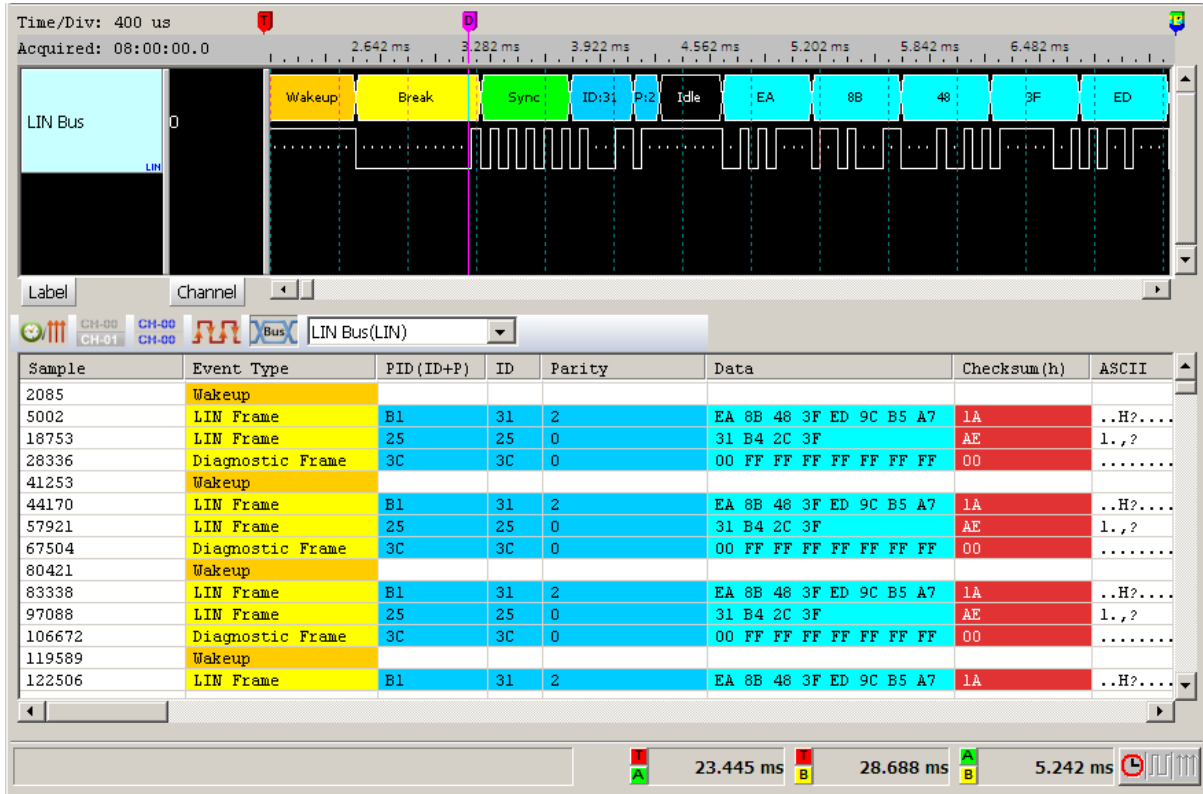 Time/Div: 400 us T D B
Acquired: 08:00:00.0 2.642 ms 3.282 ms 3.922 ms 4.562 ms 5.202 ms 5.842 ms 6.482 ms
Wakeup Break Sync ID:31 P:2 Idle EA 8B 48 3F ED
LIN Bus 0
LIN
Label Channel
CH-00 CH-01 CH-00 CH-00 Bus LIN Bus(LIN)
Sample Event Type PID(ID+P) ID Parity Data Checksum(h) ASCII
2085 Wakeup
5002 LIN Frame B1 31 2 EA 8B 48 3F ED 9C B5 A7 1A ..H?....
18753 LIN Frame 25 25 0 31 B4 2C 3F AE 1.,?
28336 Diagnostic Frame 3C 3C 0 00 FF FF FF FF FF FF FF 00 ........
41253 Wakeup
44170 LIN Frame B1 31 2 EA 8B 48 3F ED 9C B5 A7 1A ..H?....
57921 LIN Frame 25 25 0 31 B4 2C 3F AE 1.,?
67504 Diagnostic Frame 3C 3C 0 00 FF FF FF FF FF FF FF 00 ........
80421 Wakeup
83338 LIN Frame B1 31 2 EA 8B 48 3F ED 9C B5 A7 1A ..H?....
97088 LIN Frame 25 25 0 31 B4 2C 3F AE 1.,?
106672 Diagnostic Frame 3C 3C 0 00 FF FF FF FF FF FF FF 00 ........
119589 Wakeup
122506 LIN Frame B1 31 2 EA 8B 48 3F ED 9C B5 A7 1A ..H?....
T A 23.445 ms T B 28.688 ms A B 5.242 ms